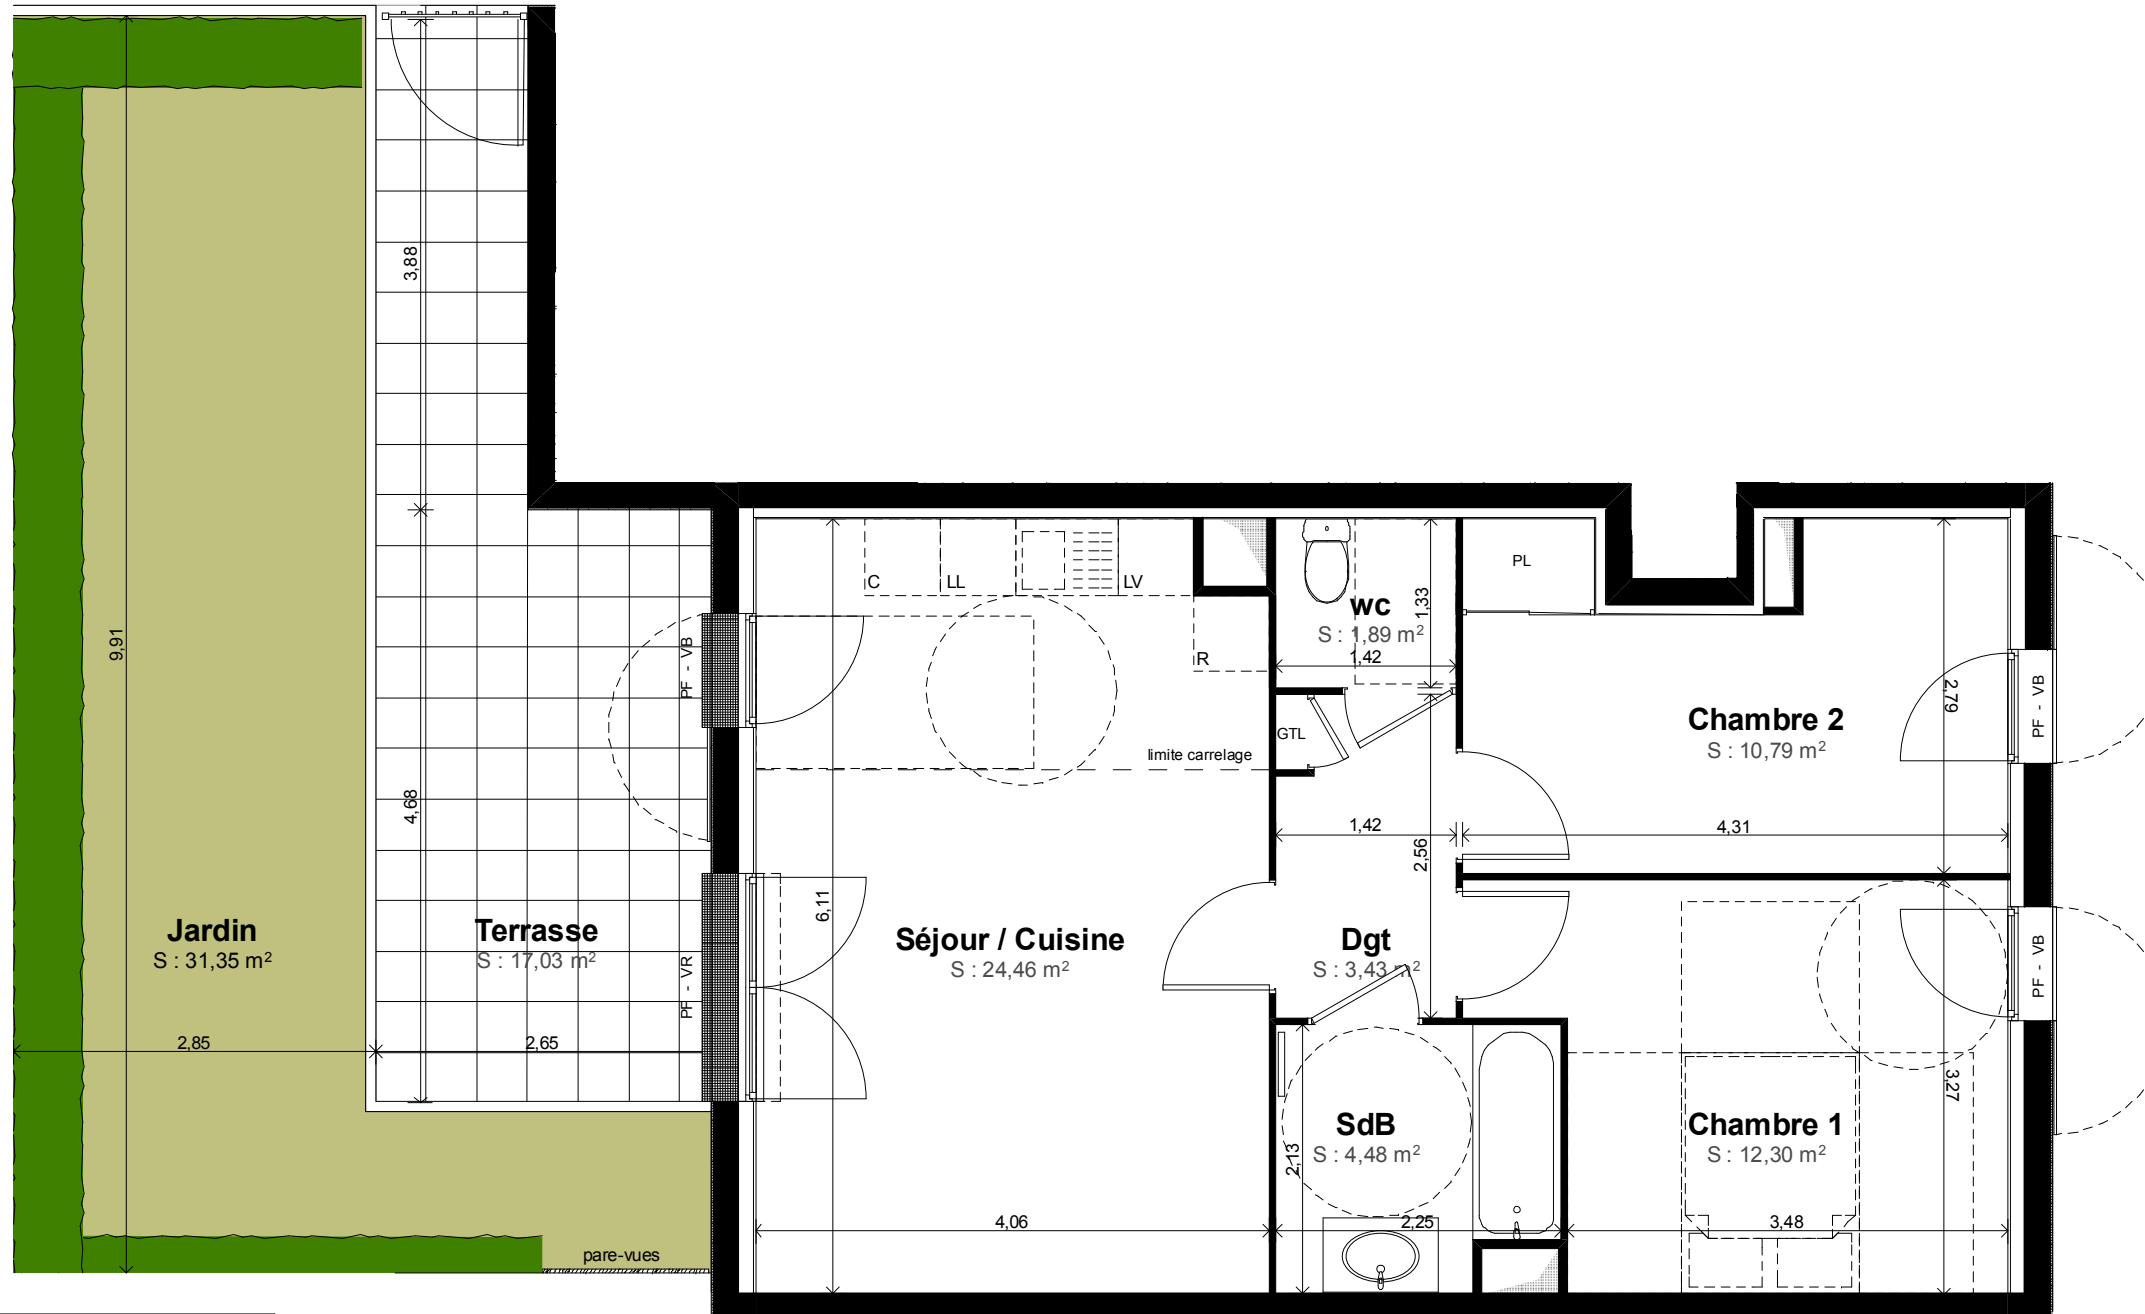 3,88
C
LL
LV
R
PL
wc
S : 1,89 m²
1,33
1,42
9,91
PF - VB
2,79
PF - VB
GTL
limite carrelage
Chambre 2
S : 10,79 m²
4,68
1,42
2,56
4,31
6,11
Jardin
S : 31,35 m²
Terrasse
S : 17,03 m²
PF - VR
Séjour / Cuisine
S : 24,46 m²
Dgt
S : 3,43 m²
PF - VB
2,85
2,65
3,27
SdB
S : 4,48 m²
2,13
Chambre 1
S : 12,30 m²
4,06
2,25
3,48
pare-vues